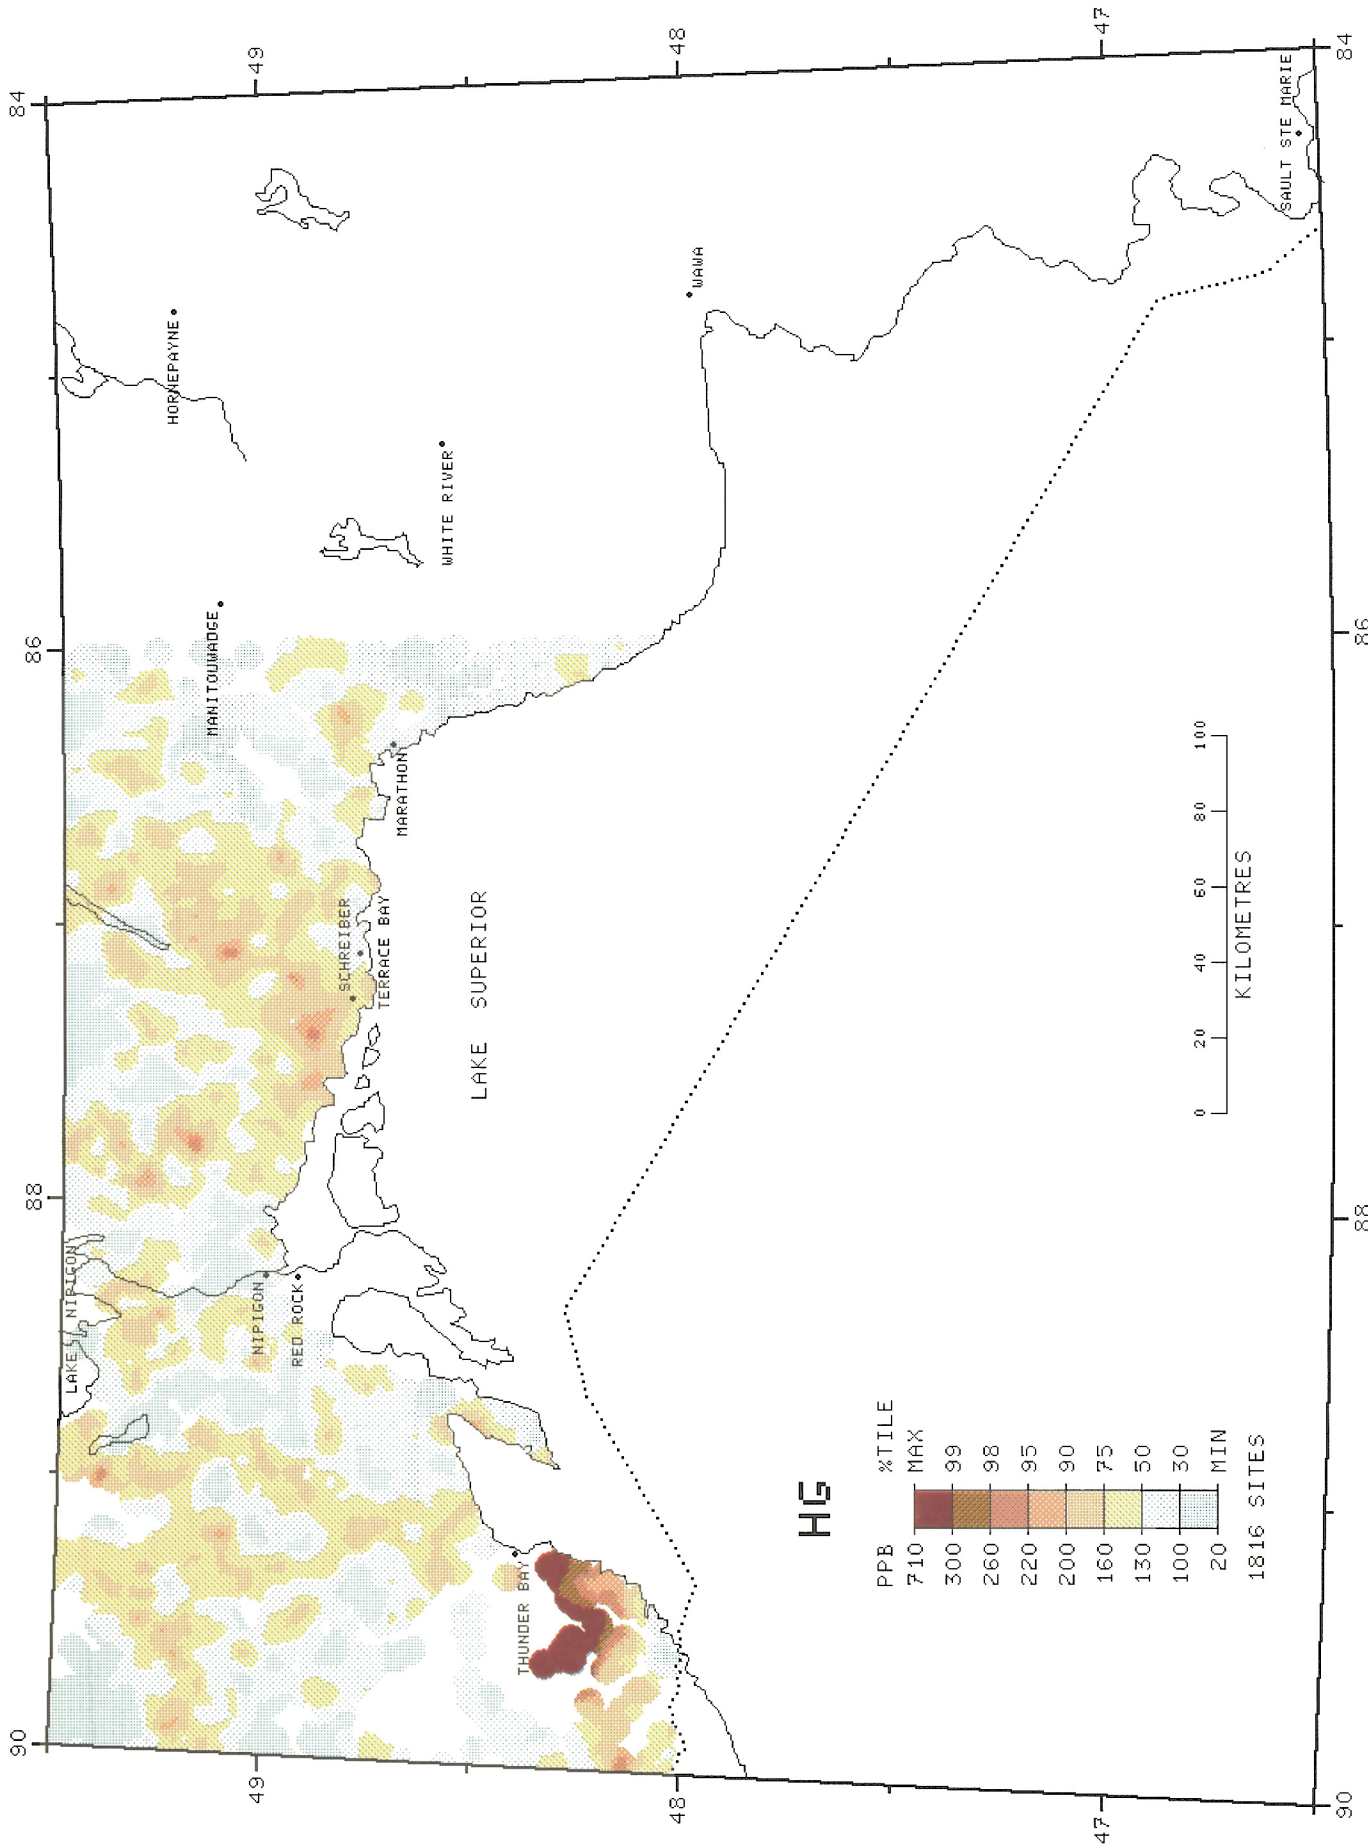 90
88
86
84
49
48
47
49
48
47
90
88
86
84
LAKE NIPIGON
NIPIGON
RED ROCK
THUNDER BAY
SCHREIBER
TERRACE BAY
MARATHON
MANITOUWADGE
WHITE RIVER
HORNEPAYNE
WAWA
SAULT STE MARIE
LAKE SUPERIOR
HG
PPB %TILE
710 MAX
300 99
260 98
220 95
200 90
160 75
130 50
100 30
20 MIN
1816 SITES
0 20 40 60 80 100
KILOMETRES